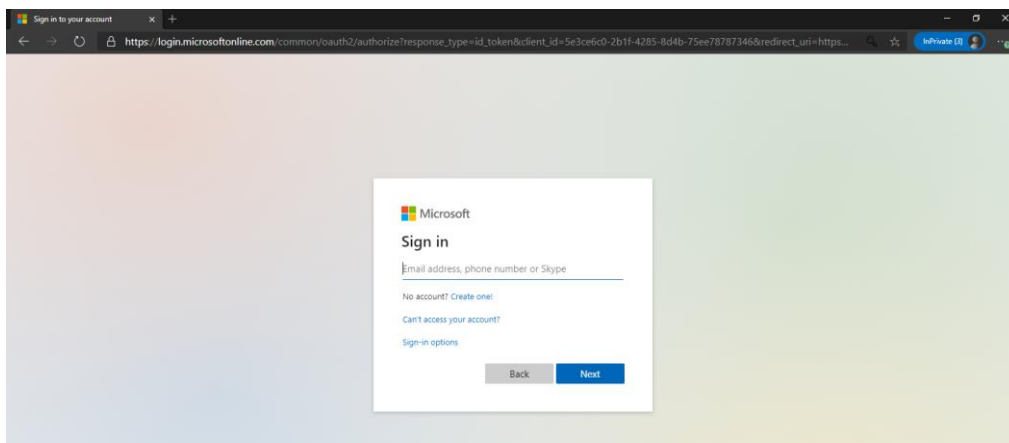 Sign in to your account
https://login.microsoftonline.com/common/oauth2/authorize?response_type=id_token&client_id=5e3ce6c0-2b1f-4285-8d4b-75ee78787346&redirect_uri=https...
InPrivate [3]
Microsoft
Sign in
Email address, phone number or Skype
No account? Create one!
Can't access your account?
Sign-in options
Back
Next